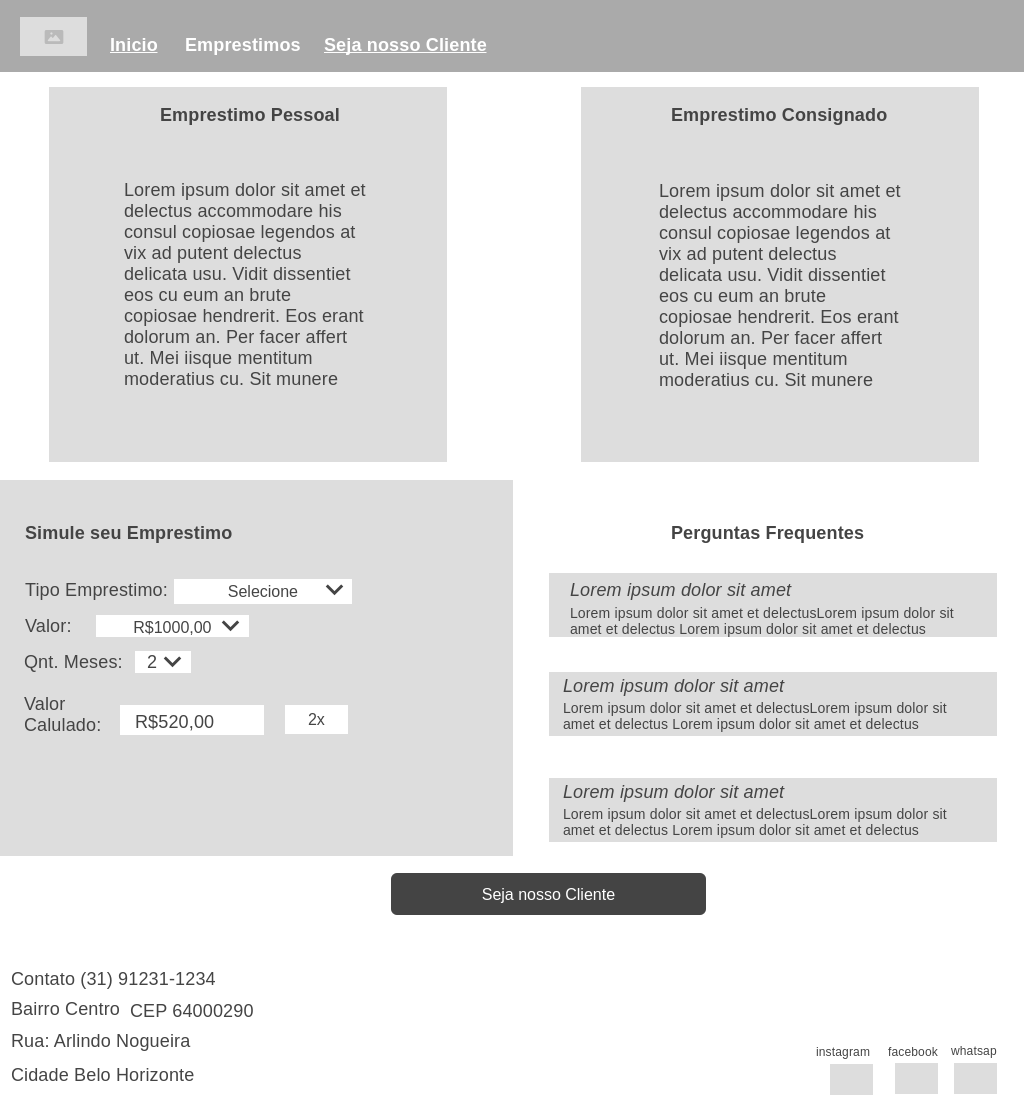 Inicio Emprestimos Seja nosso Cliente
Emprestimo Pessoal
Lorem ipsum dolor sit amet et
delectus accommodare his
consul copiosae legendos at
vix ad putent delectus
delicata usu. Vidit dissentiet
eos cu eum an brute
copiosae hendrerit. Eos erant
dolorum an. Per facer affert
ut. Mei iisque mentitum
moderatius cu. Sit munere
Emprestimo Consignado
Lorem ipsum dolor sit amet et
delectus accommodare his
consul copiosae legendos at
vix ad putent delectus
delicata usu. Vidit dissentiet
eos cu eum an brute
copiosae hendrerit. Eos erant
dolorum an. Per facer affert
ut. Mei iisque mentitum
moderatius cu. Sit munere
Simule seu Emprestimo
Tipo Emprestimo: Selecione
Valor: R$1000,00
Qnt. Meses: 2
Valor
Calulado: R$520,00 2x
Perguntas Frequentes
Lorem ipsum dolor sit amet
Lorem ipsum dolor sit amet et delectusLorem ipsum dolor sit
amet et delectus Lorem ipsum dolor sit amet et delectus
Lorem ipsum dolor sit amet
Lorem ipsum dolor sit amet et delectusLorem ipsum dolor sit
amet et delectus Lorem ipsum dolor sit amet et delectus
Lorem ipsum dolor sit amet
Lorem ipsum dolor sit amet et delectusLorem ipsum dolor sit
amet et delectus Lorem ipsum dolor sit amet et delectus
Seja nosso Cliente
Contato (31) 91231-1234
Bairro Centro CEP 64000290
Rua: Arlindo Nogueira
Cidade Belo Horizonte
instagram facebook whatsap